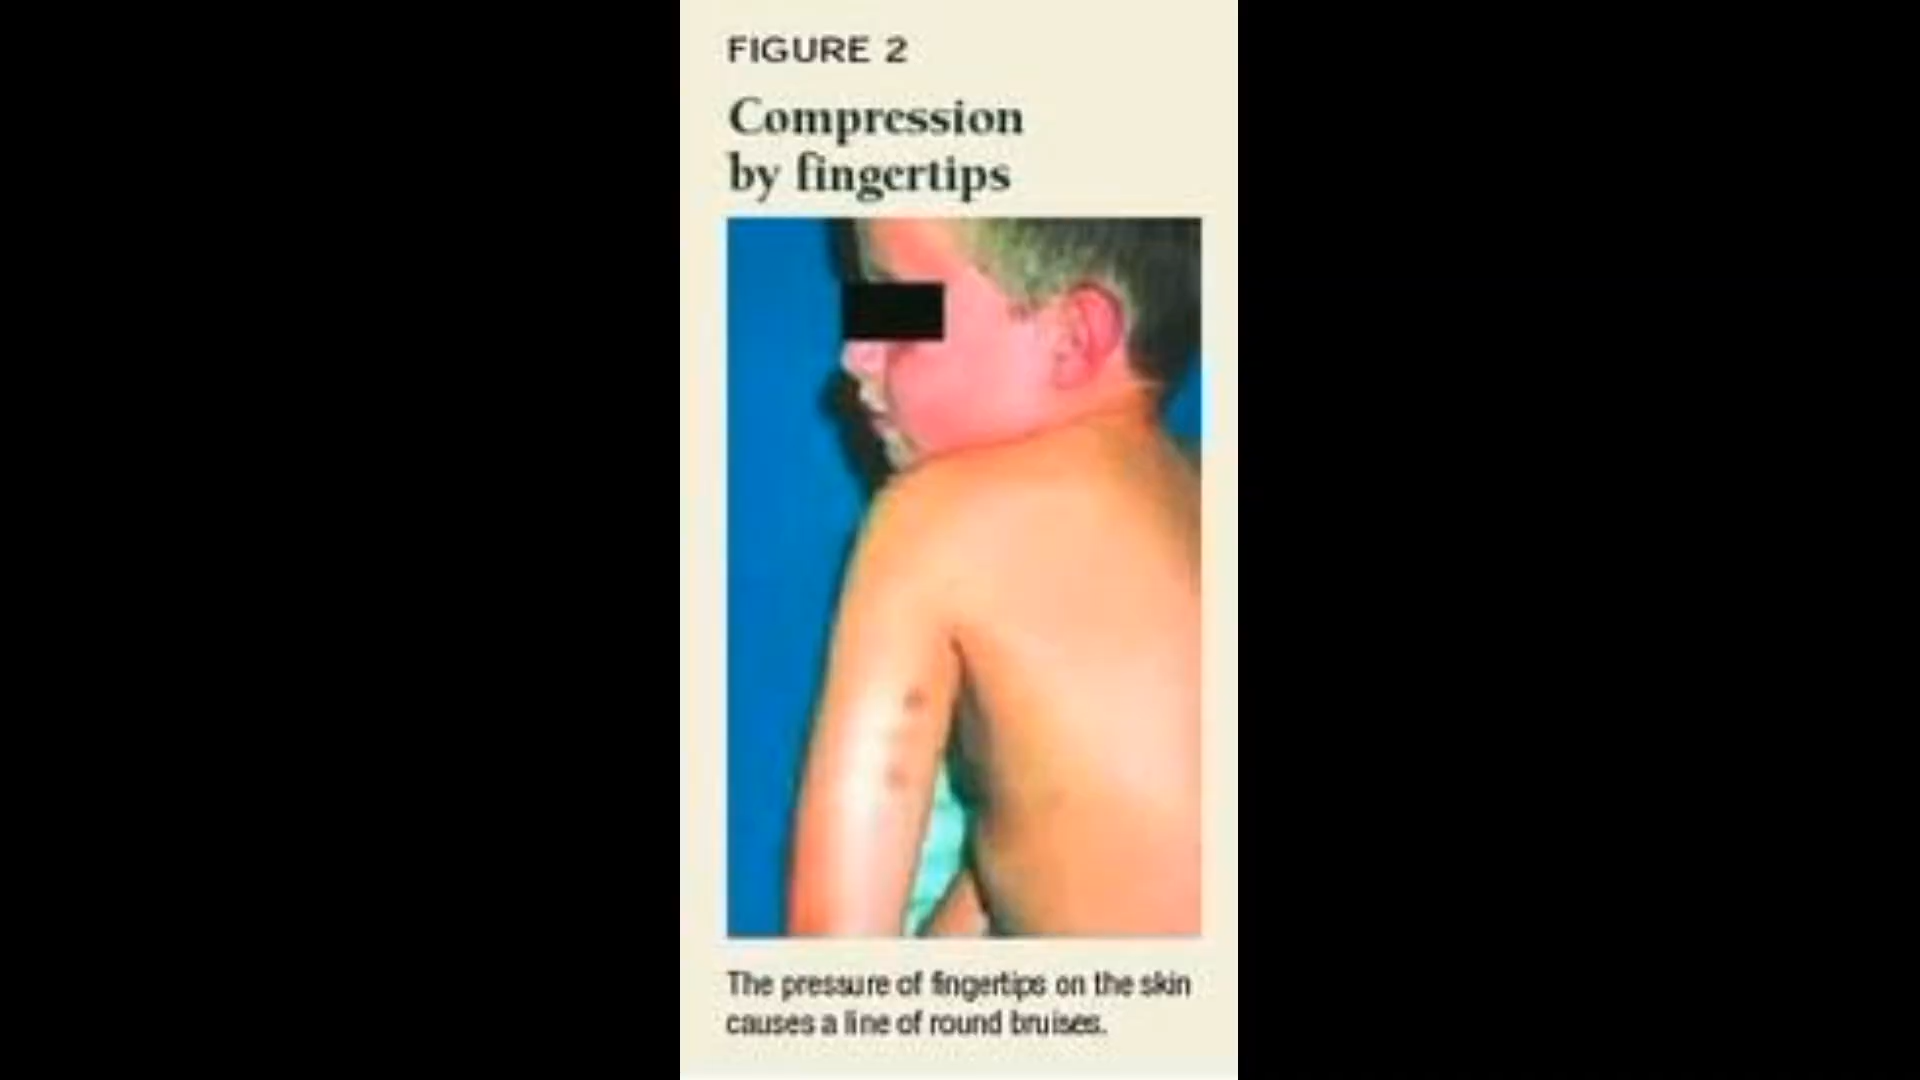 FIGURE 2
Compression
by fingertips
The pressure of fingertips on the skin
causes a line of round bruises.